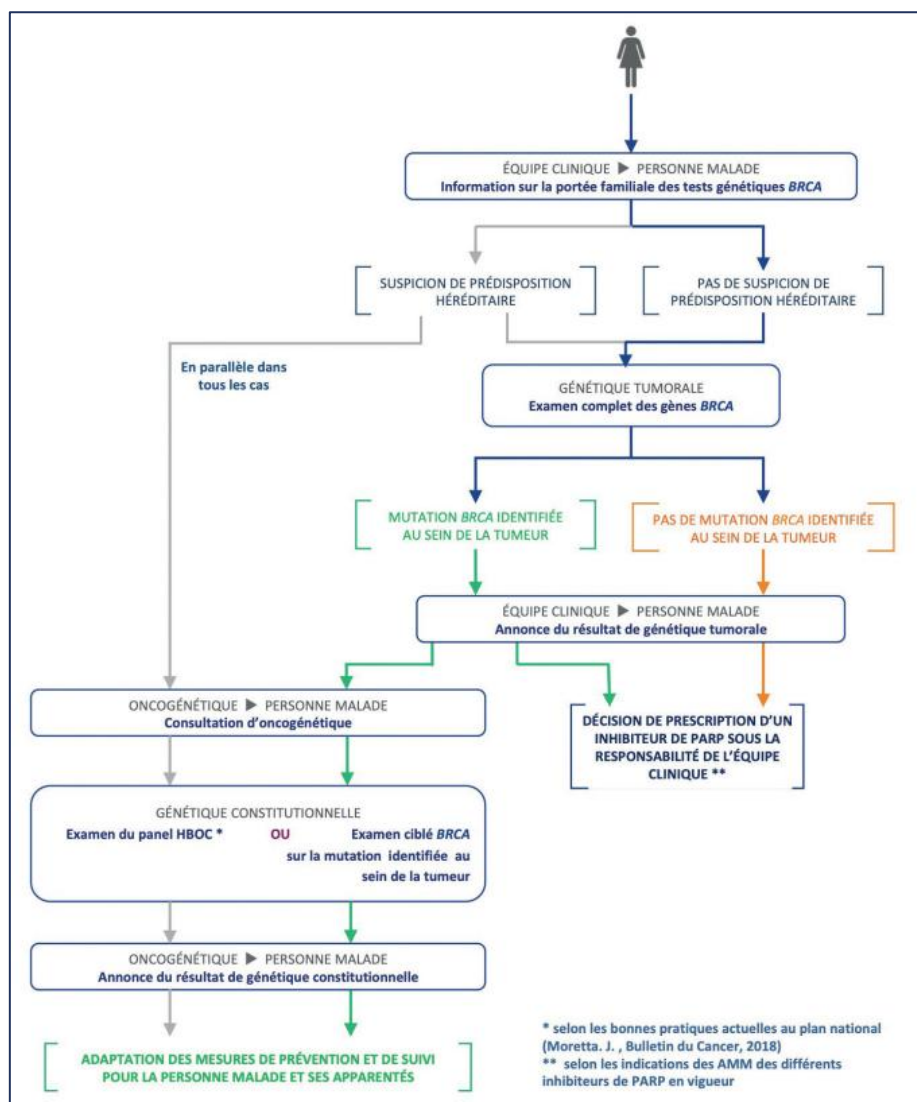 ÉQUIPE CLINIQUE ▶ PERSONNE MALADE
Information sur la portée familiale des tests génétiques BRCA
SUSPICION DE PRÉDISPOSITION
HÉRÉDITAIRE
PAS DE SUSPICION DE
PRÉDISPOSITION HÉRÉDITAIRE
En parallèle dans
tous les cas
GÉNÉTIQUE TUMORALE
Examen complet des gènes BRCA
MUTATION BRCA IDENTIFIÉE
AU SEIN DE LA TUMEUR
PAS DE MUTATION BRCA IDENTIFIÉE
AU SEIN DE LA TUMEUR
ÉQUIPE CLINIQUE ▶ PERSONNE MALADE
Annonce du résultat de génétique tumorale
ONCOGÉNÉTIQUE ▶ PERSONNE MALADE
Consultation d’oncogénétique
DÉCISION DE PRESCRIPTION D’UN
INHIBITEUR DE PARP SOUS LA
RESPONSABILITÉ DE L’ÉQUIPE
CLINIQUE **
GÉNÉTIQUE CONSTITUTIONNELLE
Examen du panel HBOC * OU Examen ciblé BRCA
sur la mutation identifiée au
sein de la tumeur
ONCOGÉNÉTIQUE ▶ PERSONNE MALADE
Annonce du résultat de génétique constitutionnelle
ADAPTATION DES MESURES DE PRÉVENTION ET DE SUIVI
POUR LA PERSONNE MALADE ET SES APPARENTÉS
* selon les bonnes pratiques actuelles au plan national
(Moretta. J. , Bulletin du Cancer, 2018)
** selon les indications des AMM des différents
inhibiteurs de PARP en vigueur